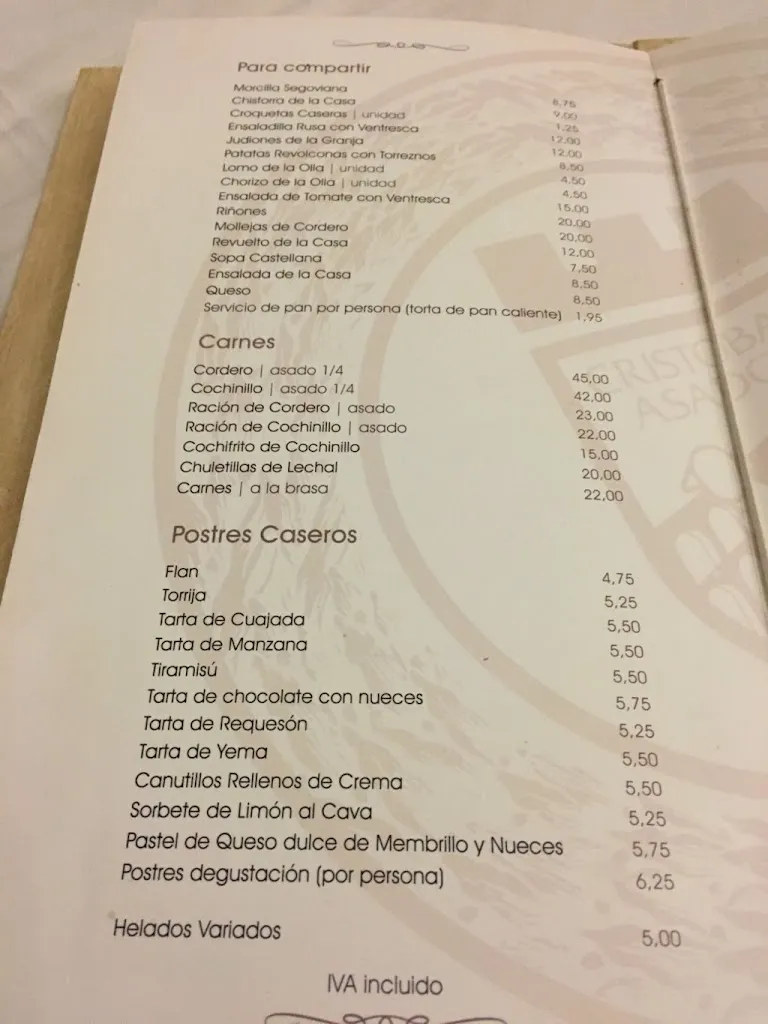 Para compartir
Morcilla Segoviana
Chistorra de la Casa 9,00
Croquetas Caseras | unidad 1,25
Ensaladilla Rusa con Ventresca 12,00
Judiones de la Granja 12,00
Patatas Revolconas con Torreznos 8,50
Lomo de la Olla | unidad 4,50
Chorizo de la Olla | unidad 4,50
Ensalada de Tomate con Ventresca 15,00
Riñones 20,00
Mollejas de Cordero 20,00
Revuelto de la Casa 12,00
Sopa Castellana 7,50
Ensalada de la Casa 8,50
Queso 8,50
Servicio de pan por persona (torta de pan caliente) 1,95
Carnes
Cordero | asado 1/4 45,00
Cochinillo | asado 1/4 42,00
Ración de Cordero | asado 23,00
Ración de Cochinillo | asado 22,00
Cochifrito de Cochinillo 15,00
Chuletillas de Lechal 20,00
Carnes | a la brasa 22,00
Postres Caseros
Flan 4,75
Torrija 5,25
Tarta de Cuajada 5,50
Tarta de Manzana 5,50
Tiramisú 5,50
Tarta de chocolate con nueces 5,75
Tarta de Requesón 5,25
Tarta de Yema 5,50
Canutillos Rellenos de Crema 5,50
Sorbete de Limón al Cava 5,25
Pastel de Queso dulce de Membrillo y Nueces 5,75
Postres degustación (por persona) 6,25
Helados Variados 5,00
IVA incluido